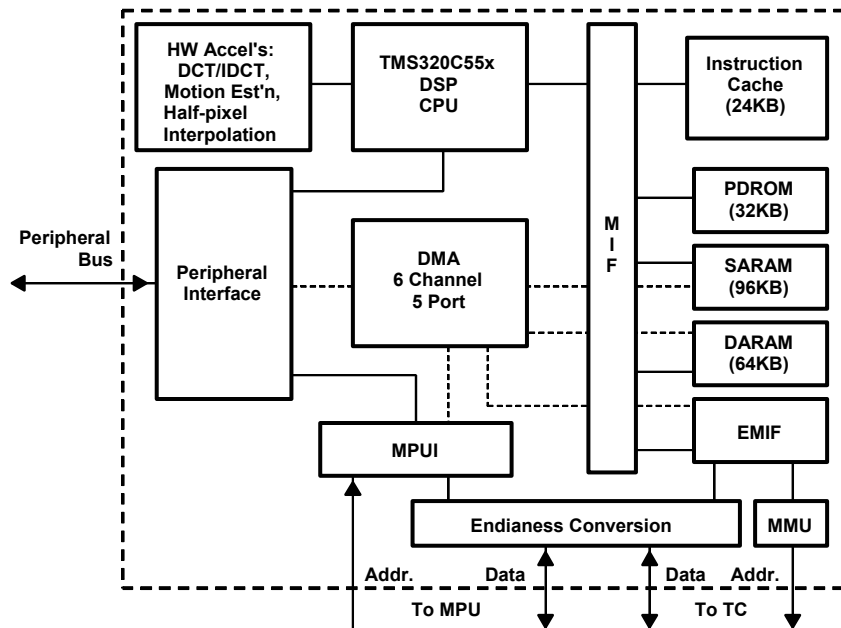 HW Accel's:
DCT/IDCT,
Motion Est'n,
Half-pixel
Interpolation
TMS320C55x
DSP
CPU
Instruction
Cache
(24KB)
M
I
F
PDROM
(32KB)
Peripheral
Bus
Peripheral
Interface
DMA
6 Channel
5 Port
SARAM
(96KB)
DARAM
(64KB)
EMIF
MPUI
Endianess Conversion
MMU
Addr.
Data
Data
Addr.
To MPU
To TC